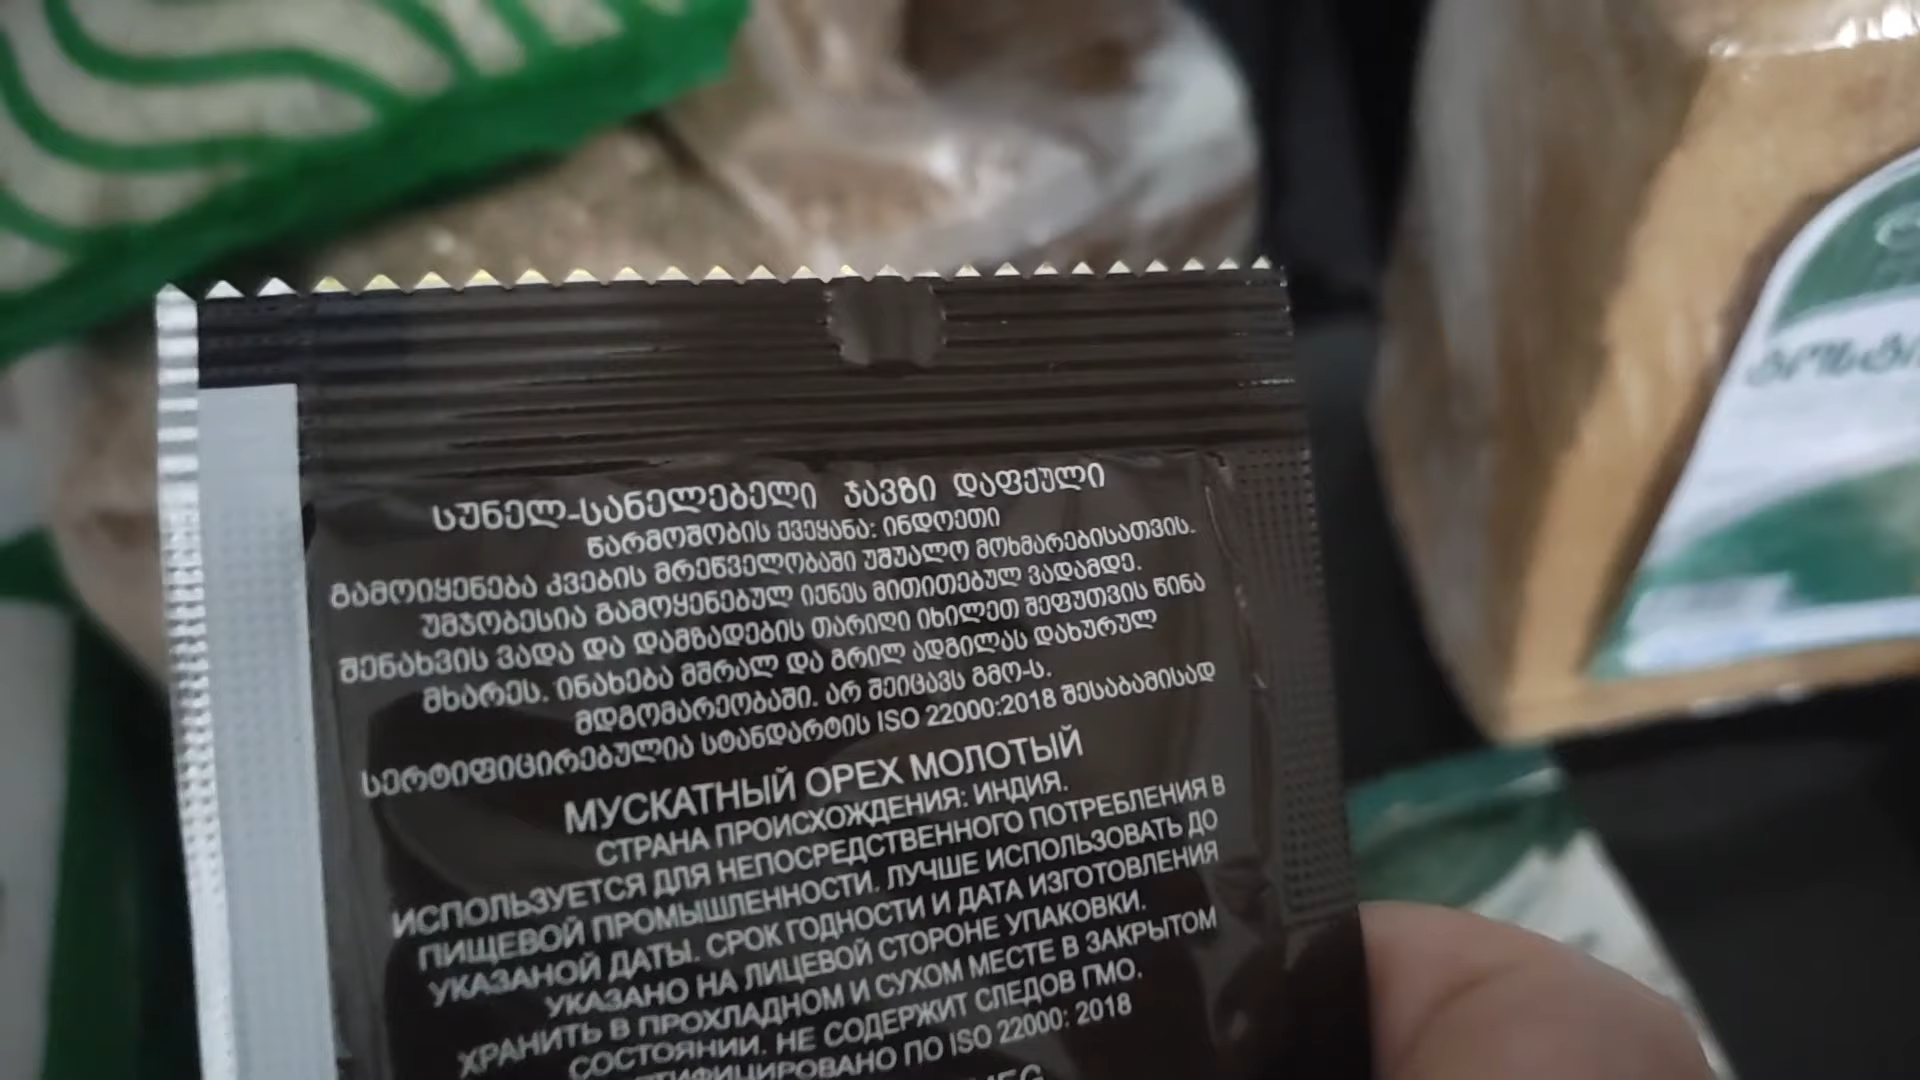 სუნელ-სანელებელი ჯავზი დაფქული
წარმოშობის ქვეყანა: ინდოეთი
გამოიყენება კვების მრეწველობაში უშუალო მოხმარებისათვის.
უმჯობესია გამოყენებულ იქნეს მითითებულ ვადამდე.
შენახვის ვადა და დამზადების თარიღი იხილეთ შეფუთვის წინა
მხარეს. ინახება მშრალ და გრილ ადგილას დახურულ
მდგომარეობაში. არ შეიცავს გმო-ს.
სერტიფიცირებულია სტანდარტის ISO 22000:2018 შესაბამისად
МУСКАТНЫЙ ОРЕХ МОЛОТЫЙ
СТРАНА ПРОИСХОЖДЕНИЯ: ИНДИЯ.
ИСПОЛЬЗУЕТСЯ ДЛЯ НЕПОСРЕДСТВЕННОГО ПОТРЕБЛЕНИЯ В
ПИЩЕВОЙ ПРОМЫШЛЕННОСТИ. ЛУЧШЕ ИСПОЛЬЗОВАТЬ ДО
УКАЗАНОЙ ДАТЫ. СРОК ГОДНОСТИ И ДАТА ИЗГОТОВЛЕНИЯ
УКАЗАНО НА ЛИЦЕВОЙ СТОРОНЕ УПАКОВКИ.
ХРАНИТЬ В ПРОХЛАДНОМ И СУХОМ МЕСТЕ В ЗАКРЫТОМ
СОСТОЯНИИ. НЕ СОДЕРЖИТ СЛЕДОВ ГМО.
ТИФИЦИРОВАНО ПО ISO 22000: 2018